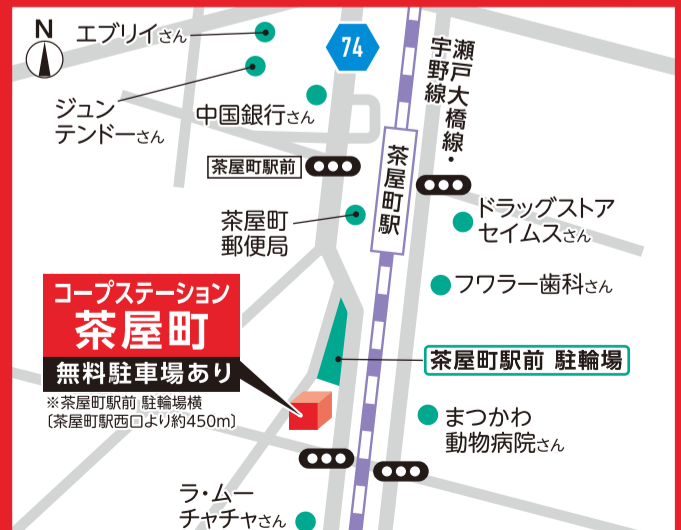 N
エブリイさん
74
瀬戸大橋線・
宇野線
ジュン
テンドーさん
中国銀行さん
茶屋町駅前
茶屋町駅
茶屋町
郵便局
ドラッグストア
セイムスさん
フワラー歯科さん
コープステーション
茶屋町
無料駐車場あり
※茶屋町駅前 駐輪場横
〔茶屋町駅西口より約450m〕
茶屋町駅前 駐輪場
まつかわ
動物病院さん
ラ・ムー
チャチャさん